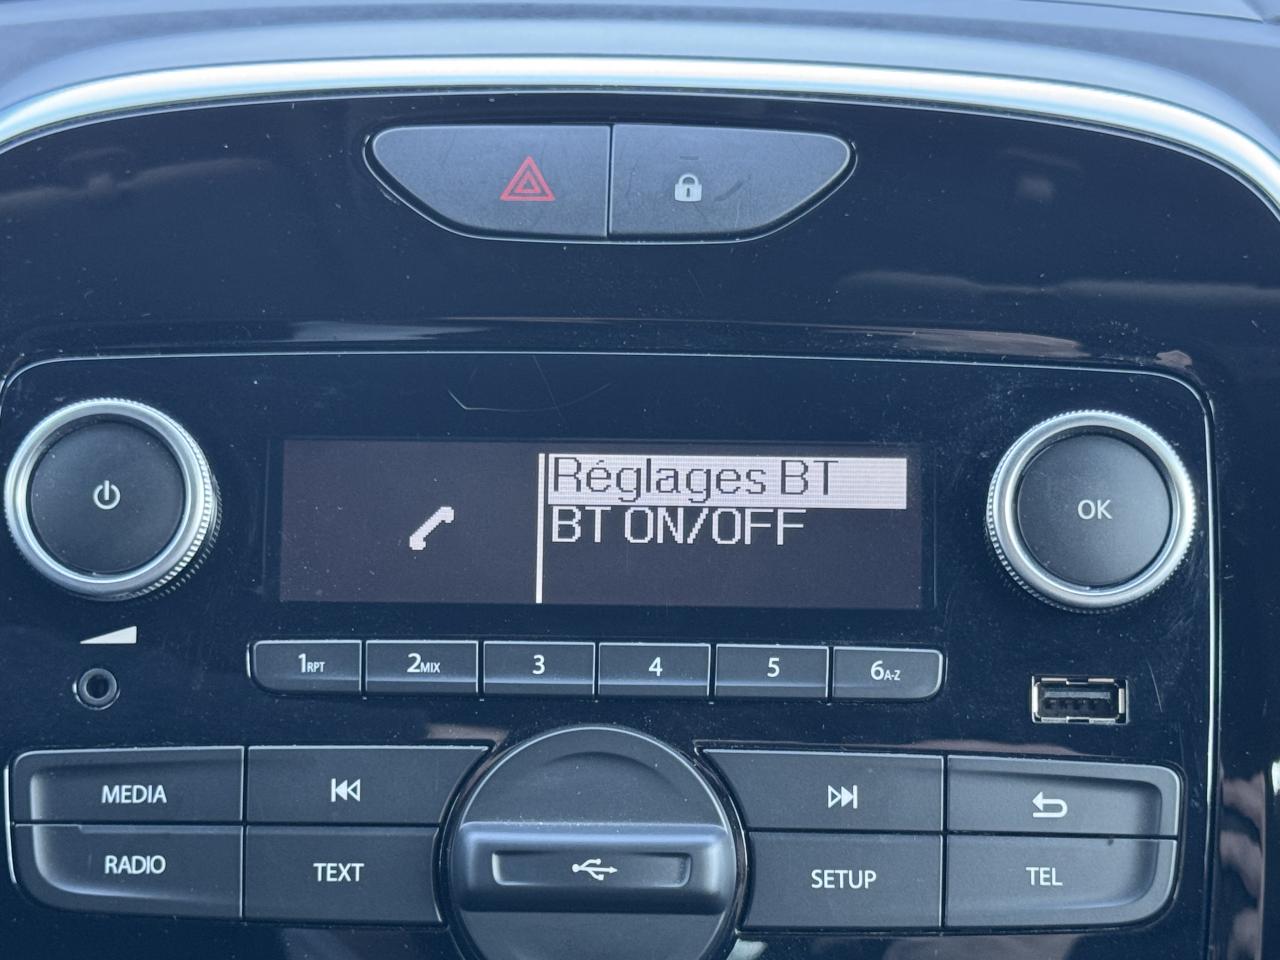 Réglages BT
BT ON/OFF
OK
1RPT
2MIX
3
4
5
6A-Z
MEDIA
RADIO
TEXT
SETUP
TEL